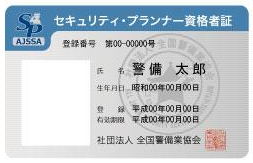 SP
AJSSA
セキュリティ・プランナー資格者証
登録番号 第00-00000号
氏名 警備 太郎
生年月日 昭和00年00月00日
登録 平成00年00月00日
有効期限 平成00年00月00日
社団法人 全国警備業協会